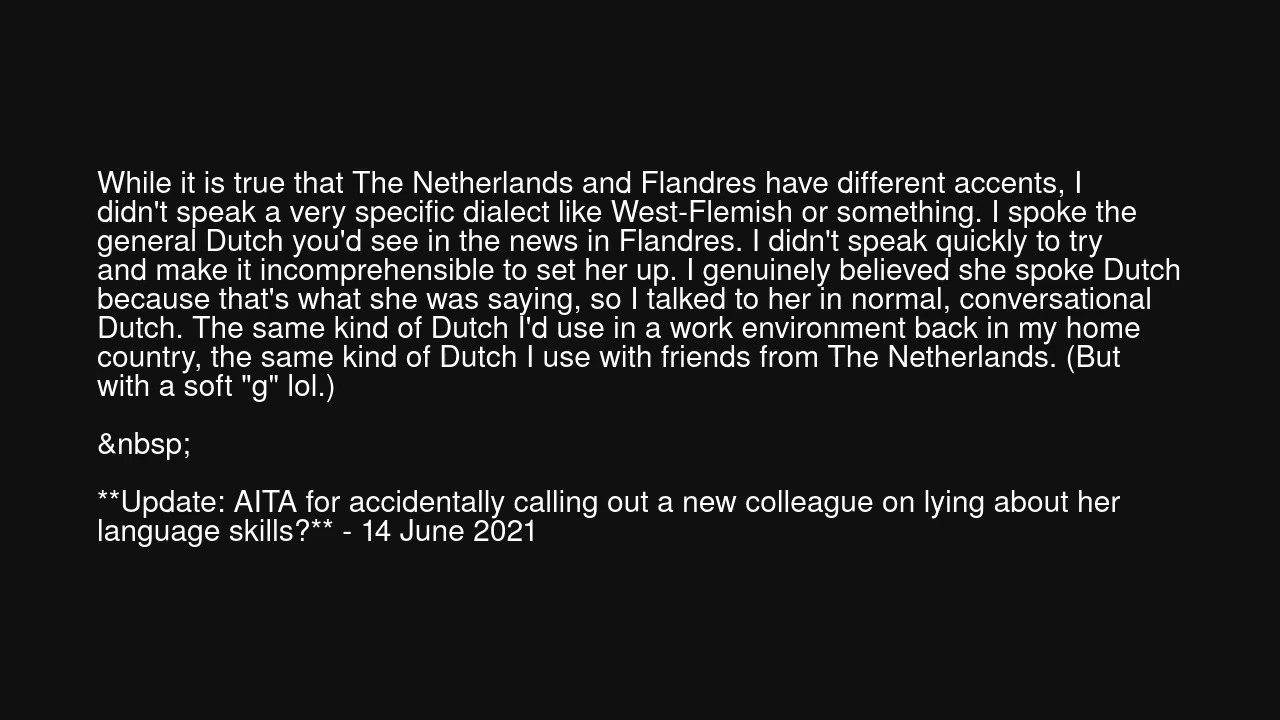 While it is true that The Netherlands and Flandres have different accents, I
didn't speak a very specific dialect like West-Flemish or something. I spoke the
general Dutch you'd see in the news in Flandres. I didn't speak quickly to try
and make it incomprehensible to set her up. I genuinely believed she spoke Dutch
because that's what she was saying, so I talked to her in normal, conversational
Dutch. The same kind of Dutch I'd use in a work environment back in my home
country, the same kind of Dutch I use with friends from The Netherlands. (But
with a soft "g" lol.)
&nbsp;
**Update: AITA for accidentally calling out a new colleague on lying about her
language skills?** - 14 June 2021